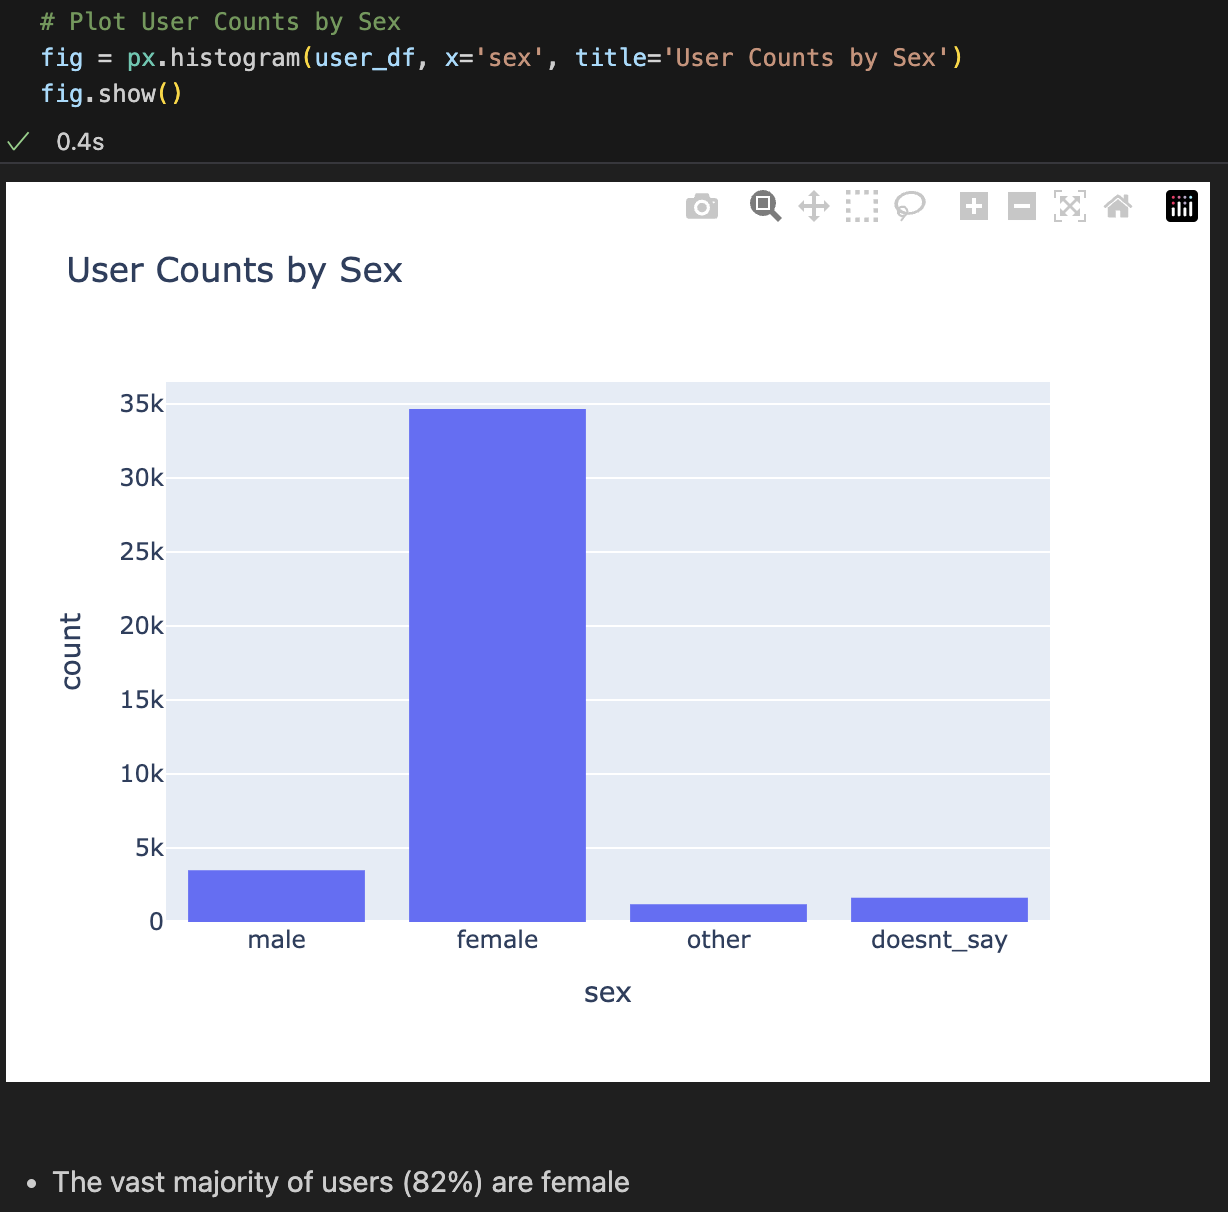 # Plot User Counts by Sex
fig = px.histogram(user_df, x='sex', title='User Counts by Sex')
fig.show()
0.4s
User Counts by Sex
35k
30k
25k
20k
15k
10k
5k
0
count
male female other doesnt_say
sex
• The vast majority of users (82%) are female